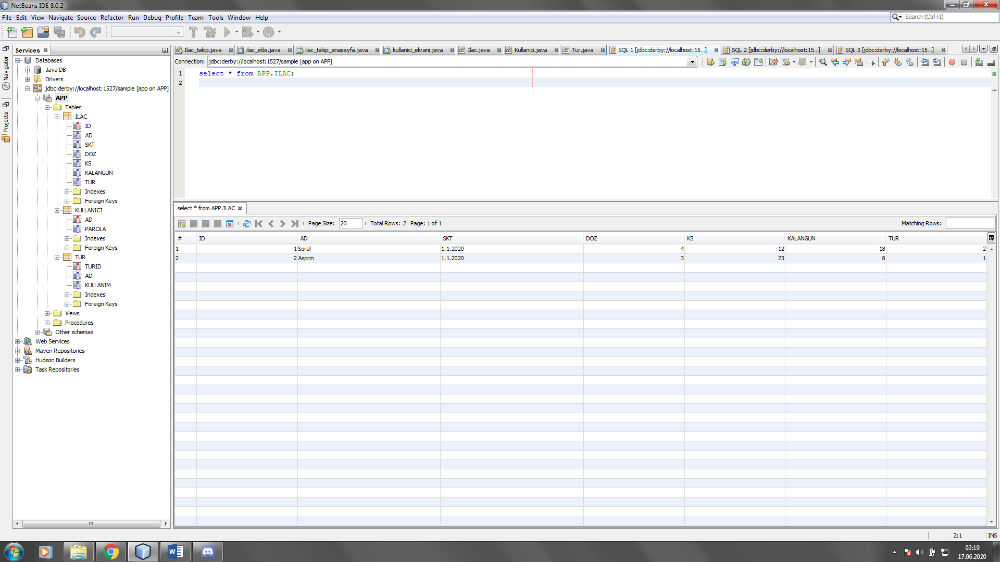 NetBeans IDE 8.0.2
File Edit View Navigate Source Refactor Run Debug Profile Team Tools Window Help
Search (Ctrl+I)
Navigator
Projects
Services
Databases
Java DB
Drivers
jdbc:derby://localhost:1527/sample [app on APP]
APP
Tables
ILAC
ID
AD
SKT
DOZ
KS
KALANGUN
TUR
Indexes
Foreign Keys
KULLANICI
AD
PAROLA
Indexes
Foreign Keys
TUR
TURID
AD
KULLANIM
Indexes
Foreign Keys
Views
Procedures
Other schemas
Web Services
Maven Repositories
Hudson Builders
Task Repositories
Ilac_takip.java ilac_ekle.java ilac_takip_anasayfa.java kullanici_ekrani.java Ilac.java Kullanici.java Tur.java SQL 1 [jdbc:derby://localhost:15...] SQL 2 [jdbc:derby://localhost:15...] SQL 3 [jdbc:derby://localhost:15...]
Connection: jdbc:derby://localhost:1527/sample [app on APP]
1 select * from APP.ILAC;
2
select * from APP.ILAC
Page Size: 20 Total Rows: 2 Page: 1 of 1 Matching Rows:
# ID AD SKT DOZ KS KALANGUN TUR
1 1 Soral 1.1.2020 4 12 18 2
2 2 Asprin 1.1.2020 3 23 8 1
2:1 INS
02:19
17.06.2020